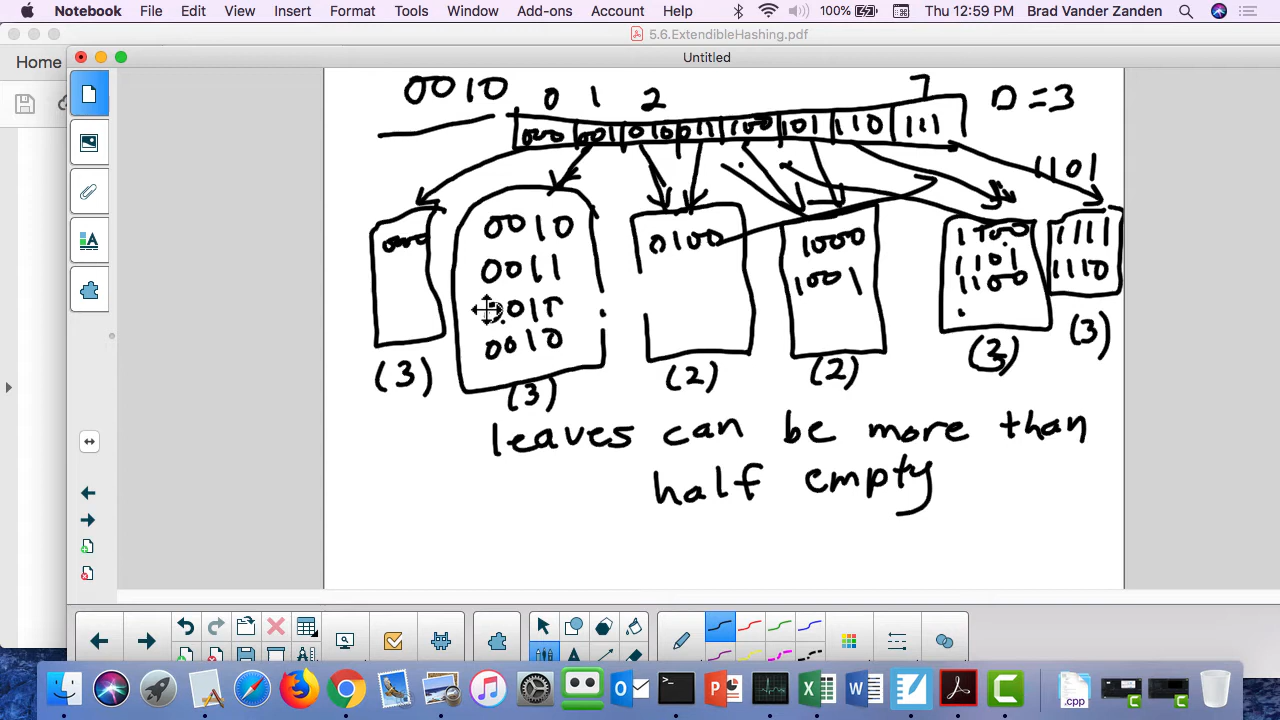 Notebook File Edit View Insert Format Tools Window Add-ons Account Help 100% Thu 12:59 PM Brad Vander Zanden
5.6.ExtendibleHashing.pdf
Home
Untitled
0010 0 1 2 7 D=3
000 001 010 011 100 101 110 111
1101
000 0010 0100 1000 1100 1111
0011 1001 1101 1110
1100
0010
(3) (3) (2) (2) (3) (3)
leaves can be more than
half empty
.cpp